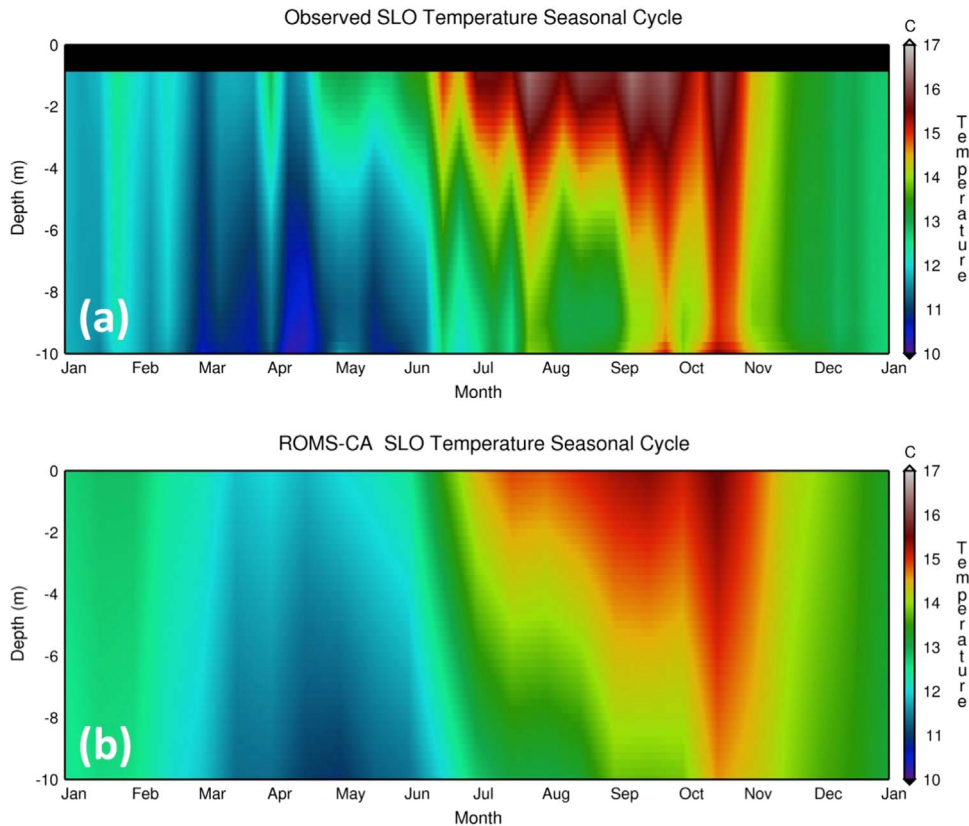 Observed SLO Temperature Seasonal Cycle
C
0
-2
-4
-6
-8
-10
Depth (m)
(a)
17
16
15
14
13
12
11
10
Temperature
Jan Feb Mar Apr May Jun Jul Aug Sep Oct Nov Dec Jan
Month
ROMS-CA SLO Temperature Seasonal Cycle
C
0
-2
-4
-6
-8
-10
Depth (m)
(b)
17
16
15
14
13
12
11
10
Temperature
Jan Feb Mar Apr May Jun Jul Aug Sep Oct Nov Dec Jan
Month